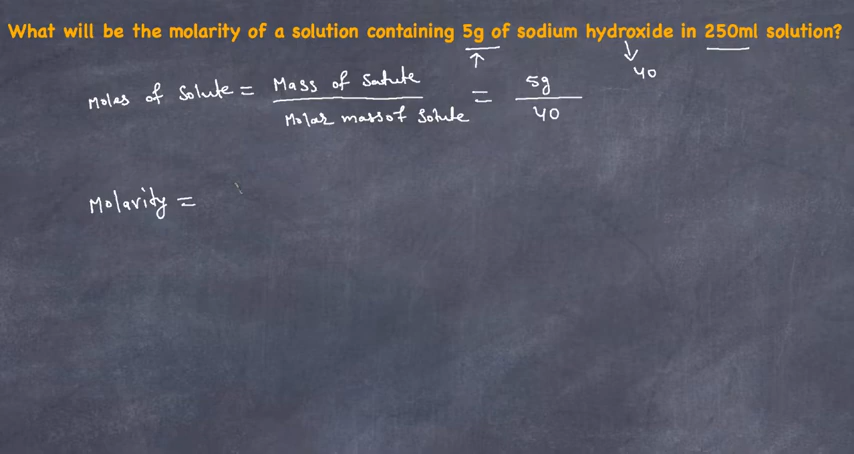 What will be the molarity of a solution containing 5g of sodium hydroxide in 250ml solution?
40
Moles of Solute = Mass of Solute / Molar mass of Solute = 5g / 40
Molarity =